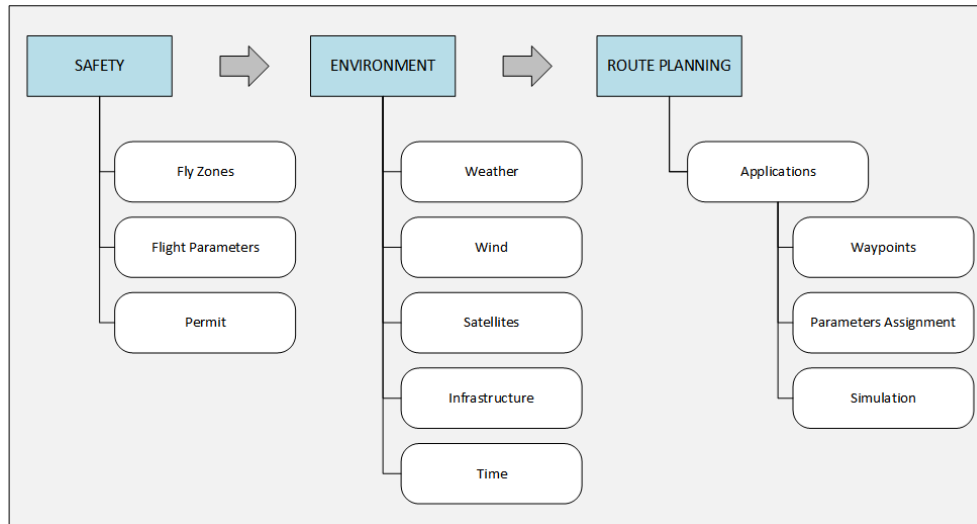 SAFETY
ENVIRONMENT
ROUTE PLANNING
Fly Zones
Weather
Applications
Flight Parameters
Wind
Waypoints
Permit
Satellites
Parameters Assignment
Infrastructure
Simulation
Time